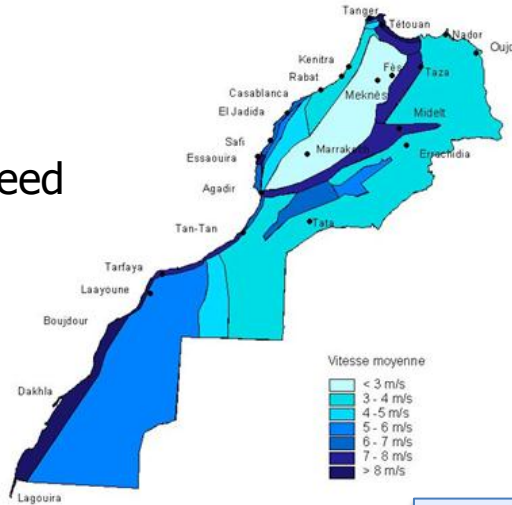 Tanger
Tétouan
Nador
Oujd
Kenitra
Rabat
Fès
Taza
Casablanca
Meknès
El Jadida
Midelt
Safi
Marrakech
Errachidia
Essaouira
eed
Agadir
Tan-Tan
Tata
Tarfaya
Laayoune
Boujdour
Dakhla
Lagouira
Vitesse moyenne
< 3 m/s
3 - 4 m/s
4 -5 m/s
5 - 6 m/s
6 - 7 m/s
7 - 8 m/s
> 8 m/s